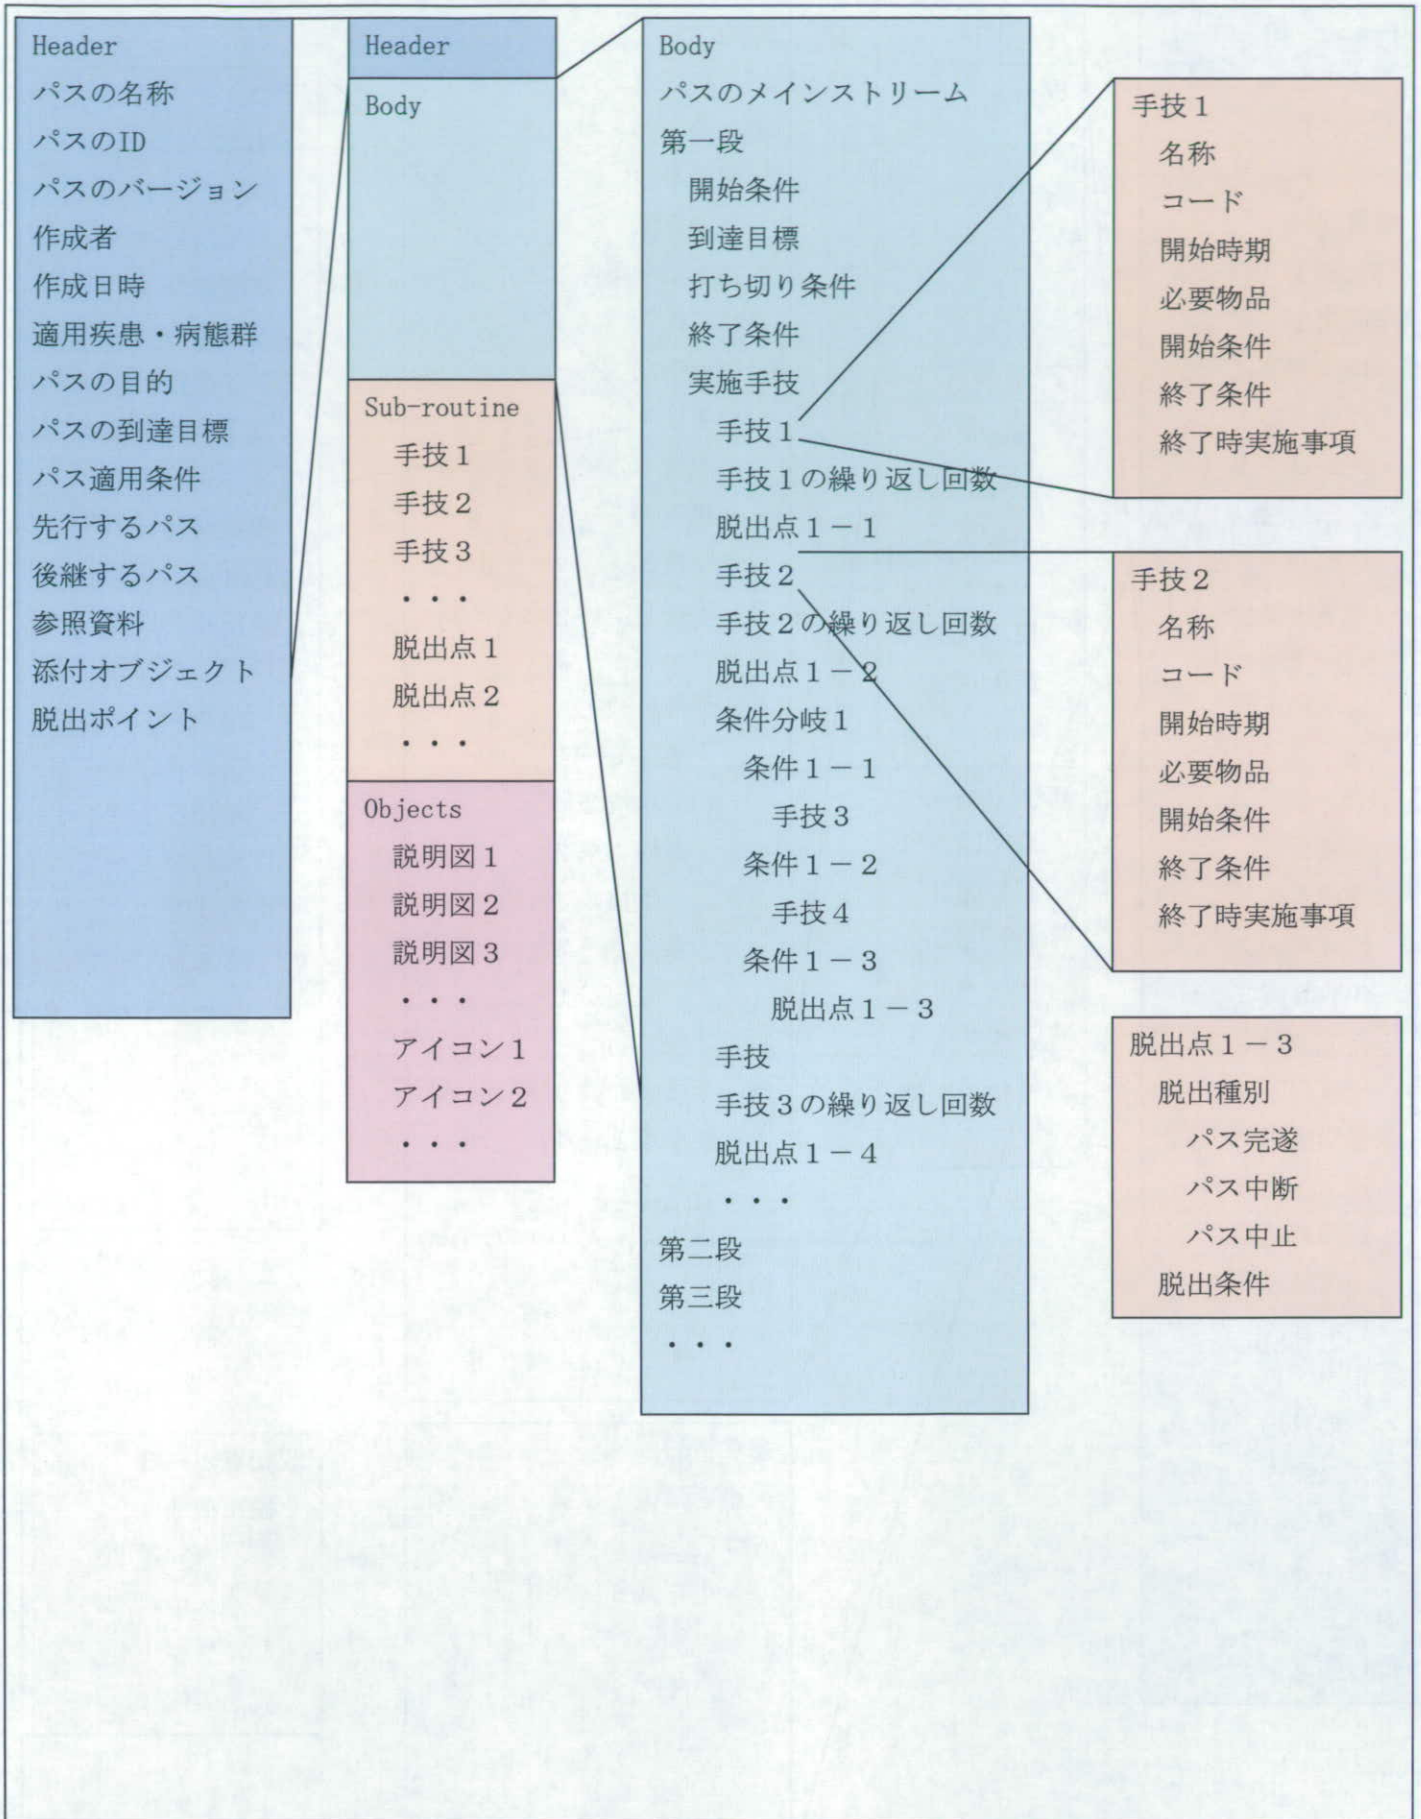 Header
パスの名称
パスのID
パスのバージョン
作成者
作成日時
適用疾患・病態群
パスの目的
パスの到達目標
パス適用条件
先行するパス
後継するパス
参照資料
添付オブジェクト
脱出ポイント
Header
Body
Sub-routine
手技１
手技２
手技３
・・・
脱出点１
脱出点２
・・・
Objects
説明図１
説明図２
説明図３
・・・
アイコン１
アイコン２
・・・
Body
パスのメインストリーム
第一段
開始条件
到達目標
打ち切り条件
終了条件
実施手技
手技１
手技１の繰り返し回数
脱出点１－１
手技２
手技２の繰り返し回数
脱出点１－２
条件分岐１
条件１－１
手技３
条件１－２
手技４
条件１－３
脱出点１－３
手技
手技３の繰り返し回数
脱出点１－４
・・・
第二段
第三段
・・・
手技１
名称
コード
開始時期
必要物品
開始条件
終了条件
終了時実施事項
手技２
名称
コード
開始時期
必要物品
開始条件
終了条件
終了時実施事項
脱出点１－３
脱出種別
パス完遂
パス中断
パス中止
脱出条件